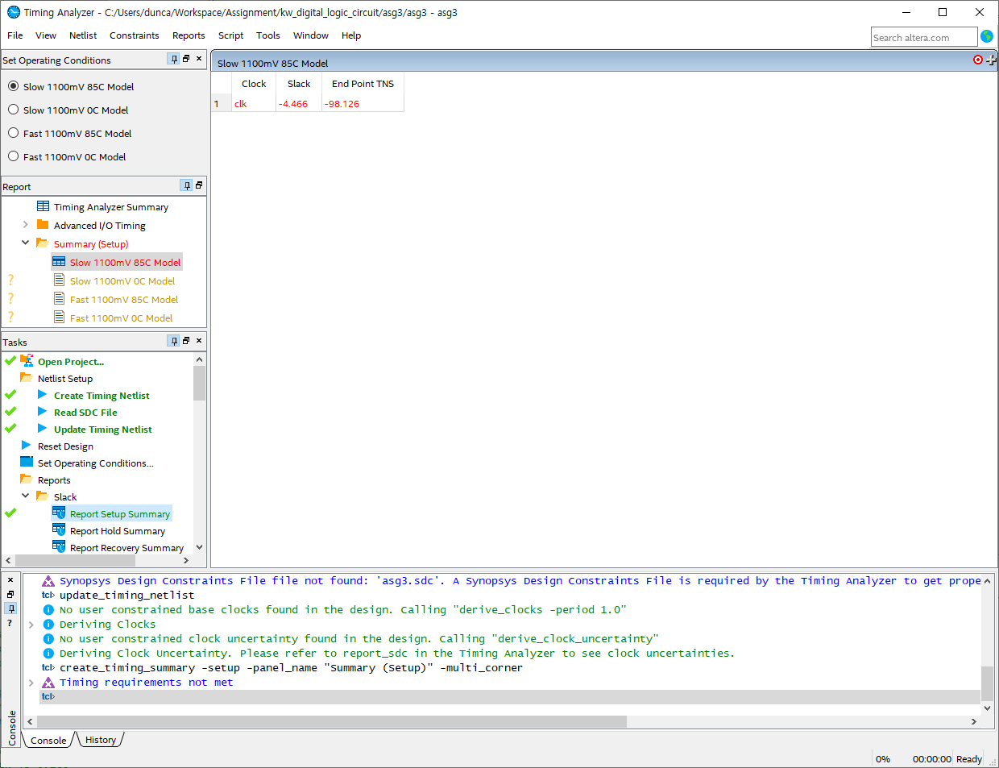 Timing Analyzer - C:/Users/dunca/Workspace/Assignment/kw_digital_logic_circuit/asg3/asg3 - asg3
File View Netlist Constraints Reports Script Tools Window Help
Search altera.com
Set Operating Conditions
Slow 1100mV 85C Model
Slow 1100mV 0C Model
Fast 1100mV 85C Model
Fast 1100mV 0C Model
Report
Timing Analyzer Summary
Advanced I/O Timing
Summary (Setup)
Slow 1100mV 85C Model
? Slow 1100mV 0C Model
? Fast 1100mV 85C Model
? Fast 1100mV 0C Model
Tasks
Open Project...
Netlist Setup
Create Timing Netlist
Read SDC File
Update Timing Netlist
Reset Design
Set Operating Conditions...
Reports
Slack
Report Setup Summary
Report Hold Summary
Report Recovery Summary
Slow 1100mV 85C Model
Clock Slack End Point TNS
1 clk -4.466 -98.126
Synopsys Design Constraints File file not found: 'asg3.sdc'. A Synopsys Design Constraints File is required by the Timing Analyzer to get prope
tcl> update_timing_netlist
No user constrained base clocks found in the design. Calling "derive_clocks -period 1.0"
Deriving Clocks
No user constrained clock uncertainty found in the design. Calling "derive_clock_uncertainty"
Deriving Clock Uncertainty. Please refer to report_sdc in the Timing Analyzer to see clock uncertainties.
tcl> create_timing_summary -setup -panel_name "Summary (Setup)" -multi_corner
Timing requirements not met
tcl>
?
Console
Console History
0% 00:00:00 Ready